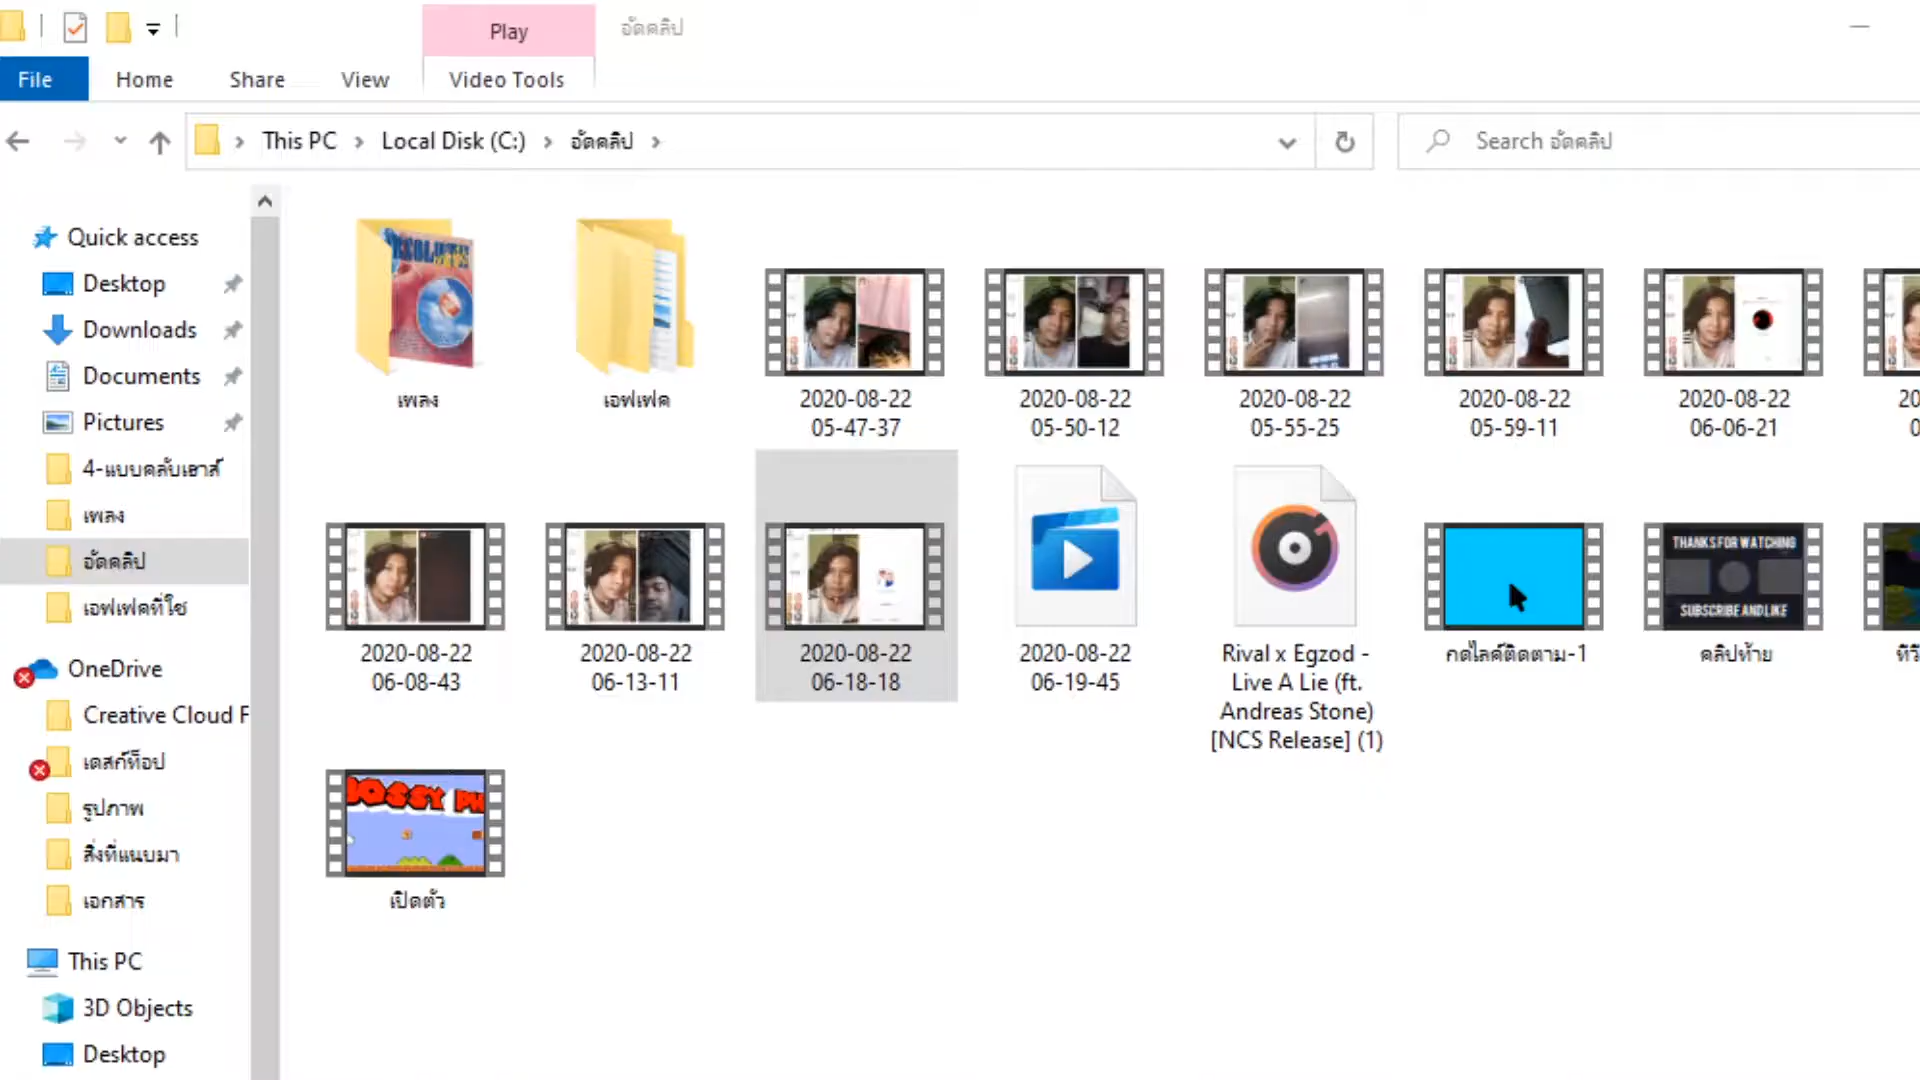 Play
อัดคลิป
File
Home
Share
View
Video Tools
This PC
Local Disk (C:)
อัดคลิป
Search อัดคลิป
Quick access
Desktop
Downloads
Documents
Pictures
4-แบบคลับเฮาส์
เพลง
อัดคลิป
เอฟเฟคที่ใช้
OneDrive
Creative Cloud F
เดสก์ท็อป
รูปภาพ
สิ่งที่แนบมา
เอกสาร
This PC
3D Objects
Desktop
เพลง
เอฟเฟค
2020-08-22
05-47-37
2020-08-22
05-50-12
2020-08-22
05-55-25
2020-08-22
05-59-11
2020-08-22
06-06-21
2020-08-22
06-08-43
2020-08-22
06-13-11
2020-08-22
06-18-18
2020-08-22
06-19-45
Rival x Egzod -
Live A Lie (ft.
Andreas Stone)
[NCS Release] (1)
กดไลค์ติดตาม-1
THANKS FOR WATCHING
SUBSCRIBE AND LIKE
คลิปท้าย
เปิดตัว